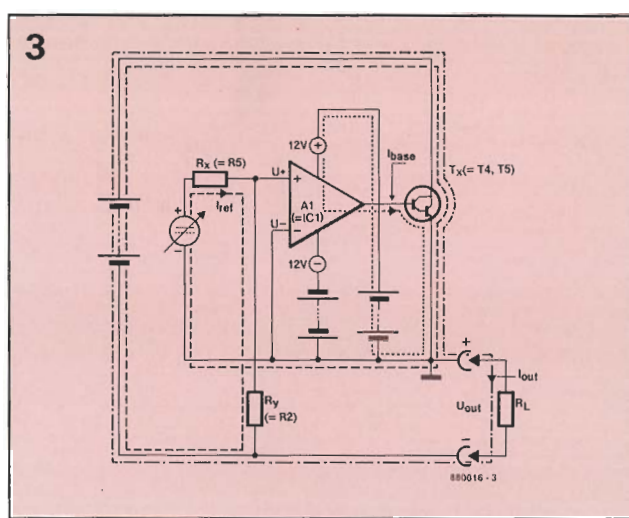 3
12V +
Rx (= R5)
Iref
U+
U−
+
−
A1
(=IC1)
Ibase
Tx(= T4, T5)
12V −
+
−
Ry
(= R2)
+
Iout
Uout
RL
−
880016 - 3